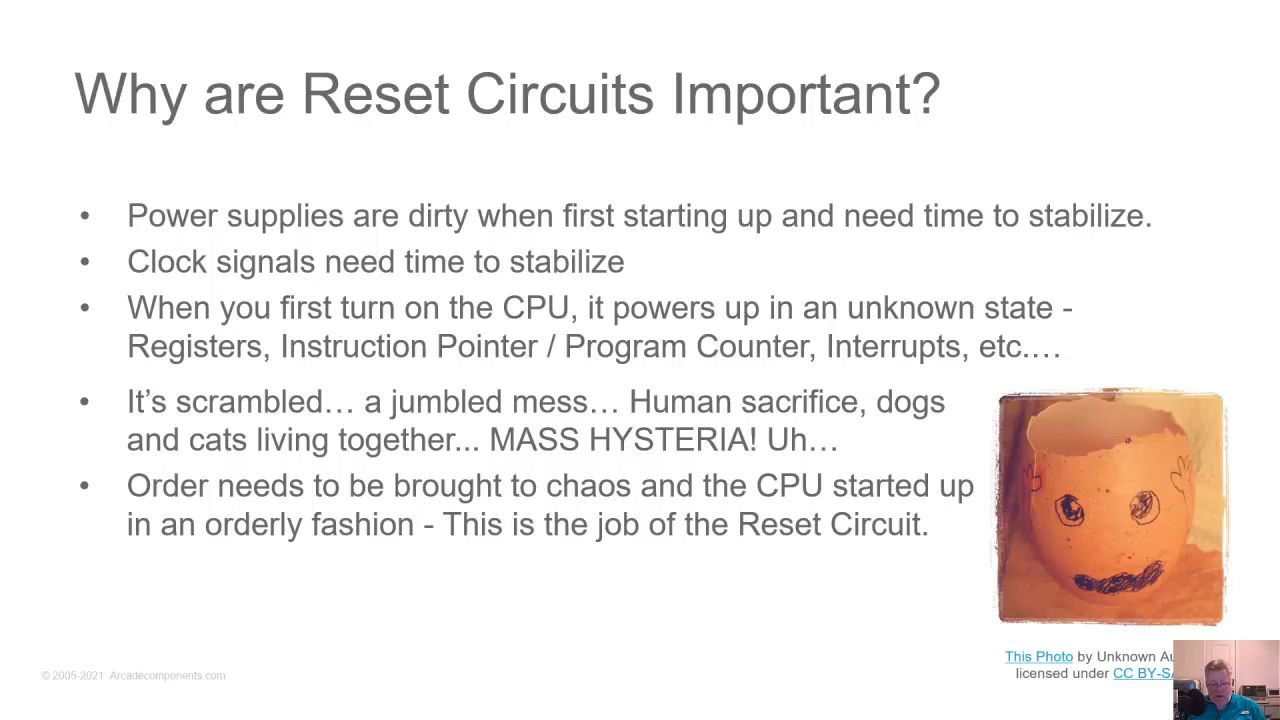 Why are Reset Circuits Important?
• Power supplies are dirty when first starting up and need time to stabilize.
• Clock signals need time to stabilize
• When you first turn on the CPU, it powers up in an unknown state -
Registers, Instruction Pointer / Program Counter, Interrupts, etc.…
• It’s scrambled… a jumbled mess… Human sacrifice, dogs
and cats living together... MASS HYSTERIA! Uh…
• Order needs to be brought to chaos and the CPU started up
in an orderly fashion - This is the job of the Reset Circuit.
This Photo by Unknown
licensed under CC
© 2005-2021 Arcadecomponents.com